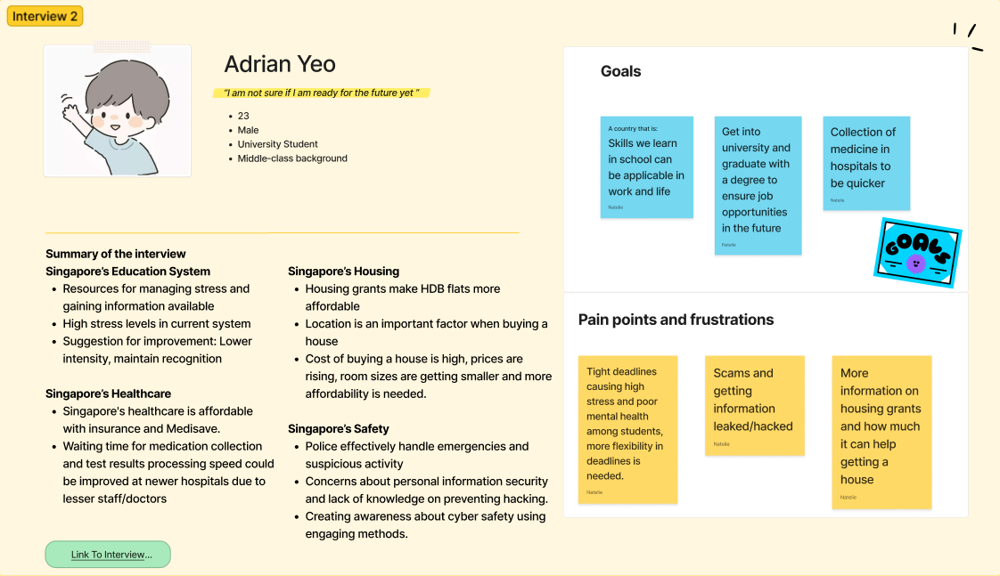 Interview 2
Adrian Yeo
“I am not sure if I am ready for the future yet ”
• 23
• Male
• University Student
• Middle-class background
Summary of the interview
Singapore’s Education System
• Resources for managing stress and
gaining information available
• High stress levels in current system
• Suggestion for improvement: Lower
intensity, maintain recognition
Singapore’s Healthcare
• Singapore's healthcare is affordable
with insurance and Medisave.
• Waiting time for medication collection
and test results processing speed could
be improved at newer hospitals due to
lesser staff/doctors
Link To Interview...
Singapore’s Housing
• Housing grants make HDB flats more
affordable
• Location is an important factor when buying a
house
• Cost of buying a house is high, prices are
rising, room sizes are getting smaller and more
affordability is needed.
Singapore’s Safety
• Police effectively handle emergencies and
suspicious activity
• Concerns about personal information security
and lack of knowledge on preventing hacking.
• Creating awareness about cyber safety using
engaging methods.
Goals
A country that is:
Skills we learn
in school can
be applicable in
work and life
Natelie
Get into
university and
graduate with
a degree to
ensure job
opportunities
in the future
Natelie
Collection of
medicine in
hospitals to
be quicker
Natelie
GOALS
Pain points and frustrations
Tight deadlines
causing high
stress and poor
mental health
among students,
more flexibility in
deadlines is
needed.
Natelie
Scams and
getting
information
leaked/hacked
Natelie
More
information on
housing grants
and how much
it can help
getting a
house
Natelie